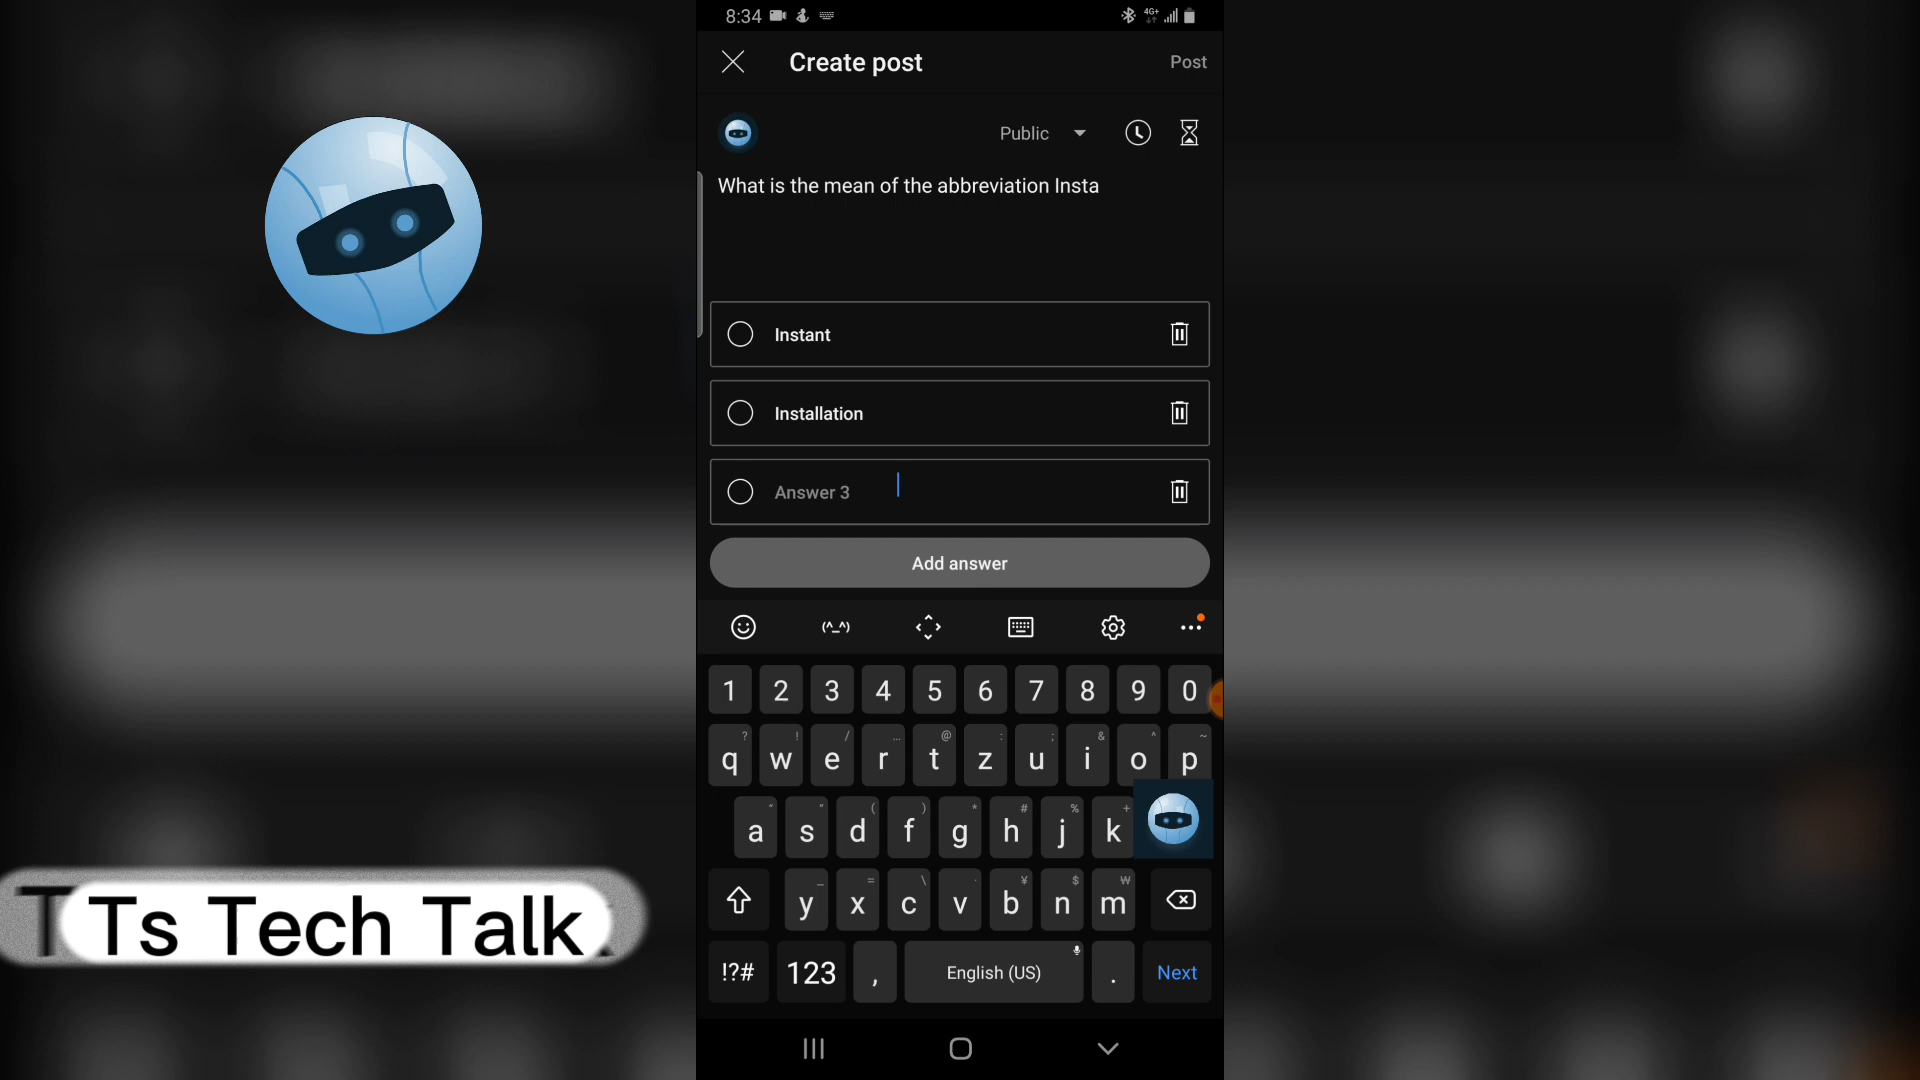 8:34
4G+
Create post
Post
Public
What is the mean of the abbreviation Insta
Instant
Installation
Answer 3
Add answer
(^_^)
1 2 3 4 5 6 7 8 9 0
? ! / ... @ : ; & ^ ~
q w e r t z u i o p
" ( ) * # % +
a s d f g h j k
_ = \ ¥ $ ₩
y x c v b n m
!?# 123 , English (US) . Next
Ts Tech Talk